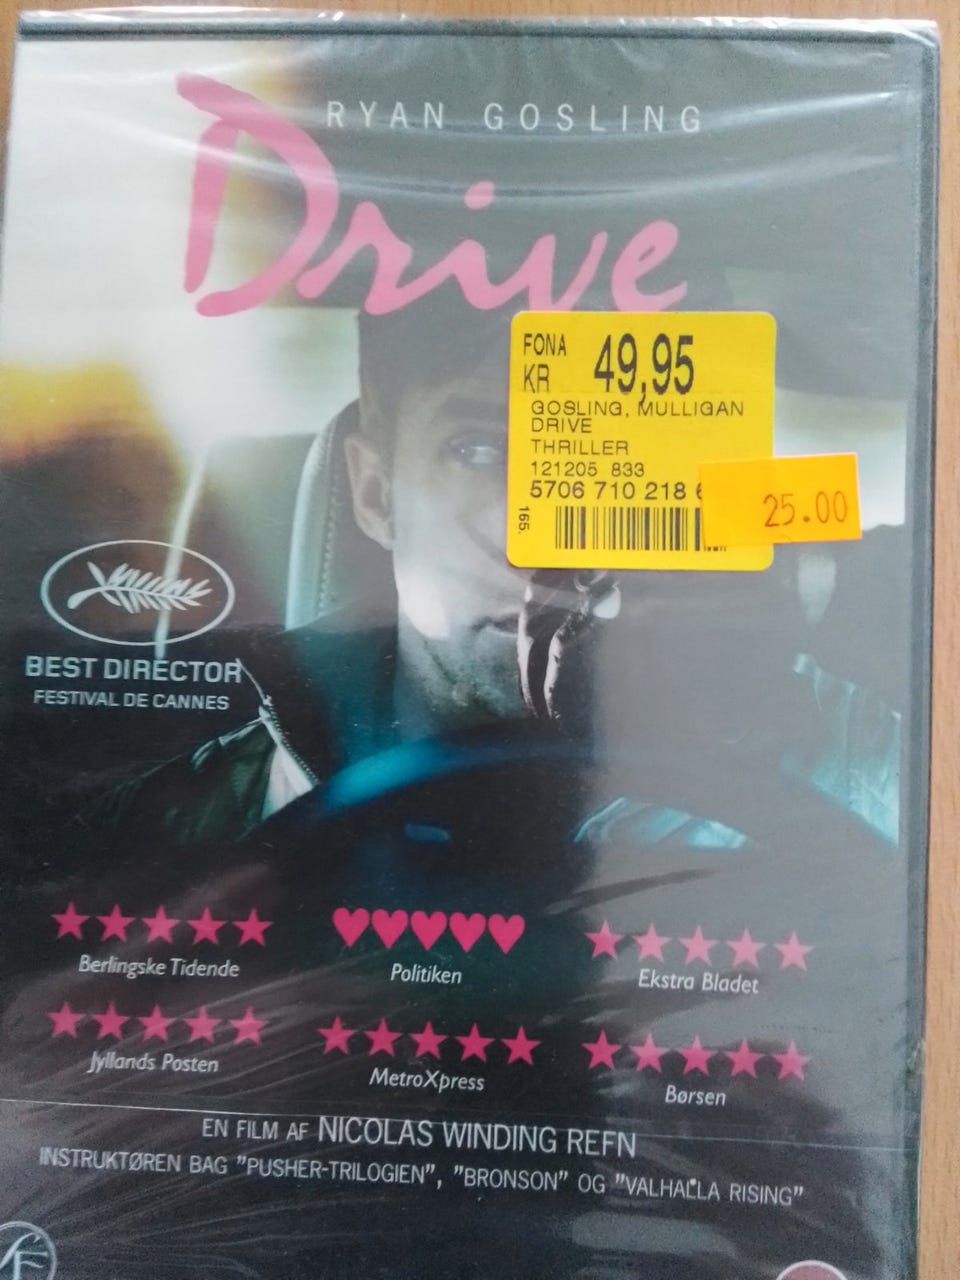 RYAN GOSLING
Drive
FONA
KR 49,95
GOSLING, MULLIGAN
DRIVE
THRILLER
121205 833
5706 710 218
165.
25.00
BEST DIRECTOR
FESTIVAL DE CANNES
Berlingske Tidende
Politiken
Ekstra Bladet
Jyllands Posten
MetroXpress
Børsen
EN FILM AF NICOLAS WINDING REFN
INSTRUKTØREN BAG "PUSHER-TRILOGIEN", "BRONSON" OG "VALHALLA RISING"